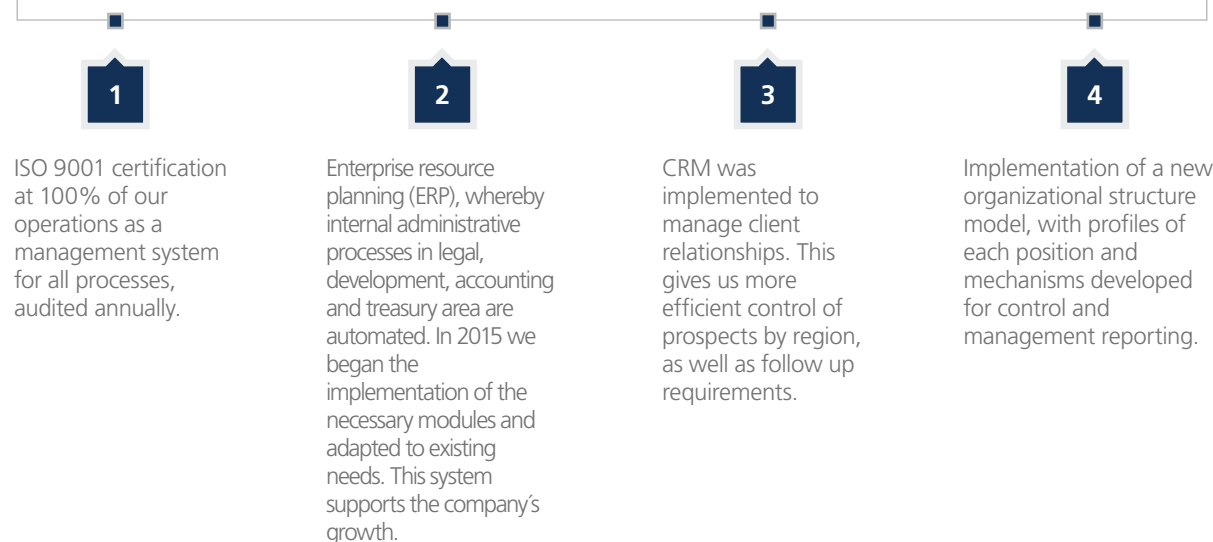 1
ISO 9001 certification
at 100% of our
operations as a
management system
for all processes,
audited annually.
2
Enterprise resource
planning (ERP), whereby
internal administrative
processes in legal,
development, accounting
and treasury area are
automated. In 2015 we
began the
implementation of the
necessary modules and
adapted to existing
needs. This system
supports the company´s
growth.
3
CRM was
implemented to
manage client
relationships. This
gives us more
efficient control of
prospects by region,
as well as follow up
requirements.
4
Implementation of a new
organizational structure
model, with profiles of
each position and
mechanisms developed
for control and
management reporting.